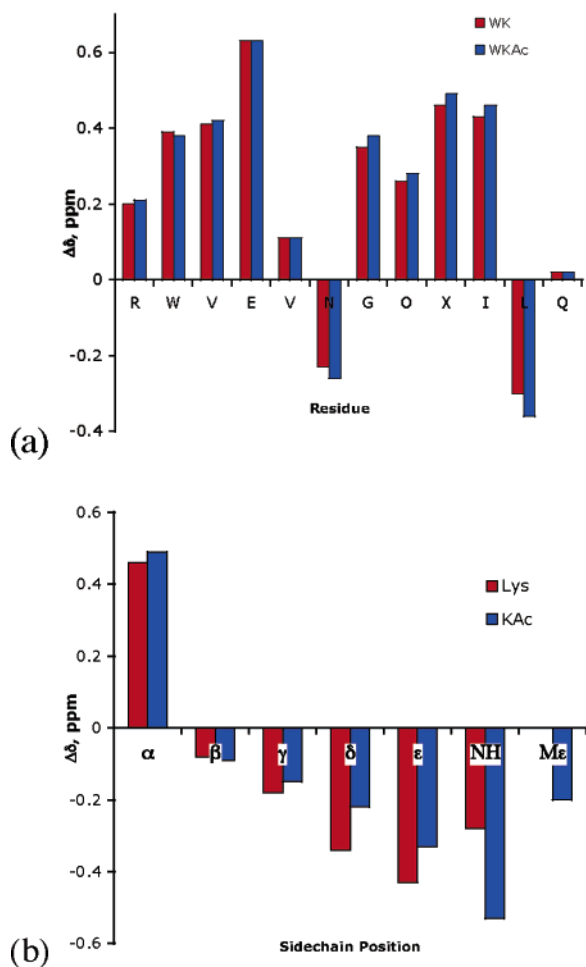 0.6
0.4
0.2
0
-0.2
-0.4
Δδ, ppm
WK
WKAc
R W V E V N G O X I L Q
Residue
(a)
0.6
0.4
0.2
0
-0.2
-0.4
-0.6
Δδ, ppm
Lys
KAc
α β γ δ ε NH Mε
Sidechain Position
(b)